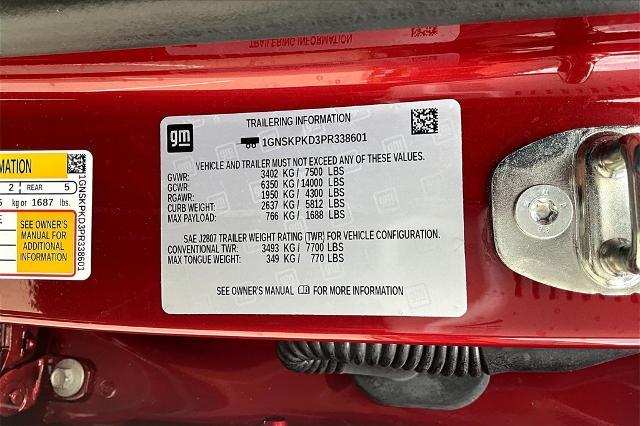 TRAILERING INFORMATION
gm
TRAILERING INFORMATION
1GNSKPKD3PR338601
VEHICLE AND TRAILER MUST NOT EXCEED ANY OF THESE VALUES.
GVWR: 3402 KG / 7500 LBS
GCWR: 6350 KG / 14000 LBS
RGAWR: 1950 KG / 4300 LBS
CURB WEIGHT: 2637 KG / 5812 LBS
MAX PAYLOAD: 766 KG / 1688 LBS
SAE J2807 TRAILER WEIGHT RATING (TWR) FOR VEHICLE CONFIGURATION.
CONVENTIONAL TWR: 3493 KG / 7700 LBS
MAX TONGUE WEIGHT: 349 KG / 770 LBS
SEE OWNER'S MANUAL FOR MORE INFORMATION
MATION
2 REAR 5
kg or 1687 lbs.
SEE OWNER'S
MANUAL FOR
ADDITIONAL
INFORMATION
1GNSKPKD3PR338601